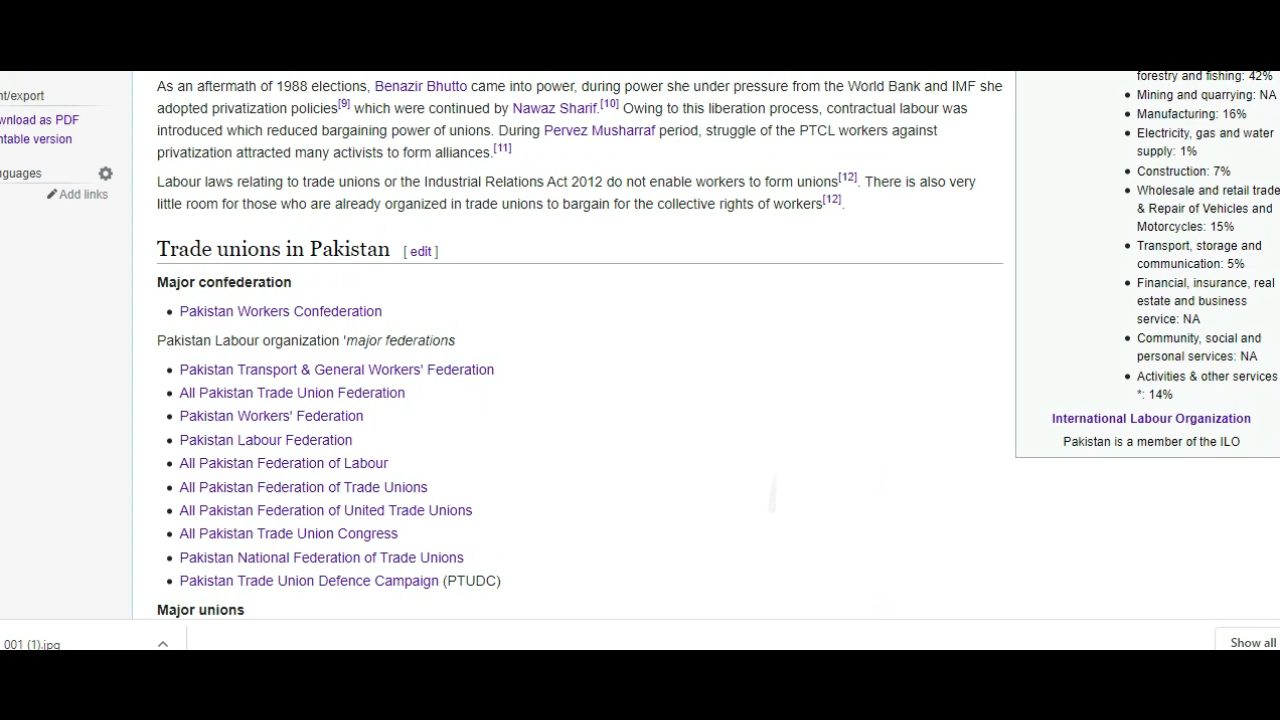 nt/export
wnload as PDF
ntable version
nguages
Add links
As an aftermath of 1988 elections, Benazir Bhutto came into power, during power she under pressure from the World Bank and IMF she
adopted privatization policies[9] which were continued by Nawaz Sharif.[10] Owing to this liberation process, contractual labour was
introduced which reduced bargaining power of unions. During Pervez Musharraf period, struggle of the PTCL workers against
privatization attracted many activists to form alliances.[11]
Labour laws relating to trade unions or the Industrial Relations Act 2012 do not enable workers to form unions[12]. There is also very
little room for those who are already organized in trade unions to bargain for the collective rights of workers[12].
Trade unions in Pakistan [ edit ]
Major confederation
• Pakistan Workers Confederation
Pakistan Labour organization 'major federations
• Pakistan Transport & General Workers' Federation
• All Pakistan Trade Union Federation
• Pakistan Workers' Federation
• Pakistan Labour Federation
• All Pakistan Federation of Labour
• All Pakistan Federation of Trade Unions
• All Pakistan Federation of United Trade Unions
• All Pakistan Trade Union Congress
• Pakistan National Federation of Trade Unions
• Pakistan Trade Union Defence Campaign (PTUDC)
Major unions
forestry and fishing: 42%
• Mining and quarrying: NA
• Manufacturing: 16%
• Electricity, gas and water
supply: 1%
• Construction: 7%
• Wholesale and retail trade
& Repair of Vehicles and
Motorcycles: 15%
• Transport, storage and
communication: 5%
• Financial, insurance, real
estate and business
service: NA
• Community, social and
personal services: NA
• Activities & other services
*: 14%
International Labour Organization
Pakistan is a member of the ILO
001 (1).jpg
Show all